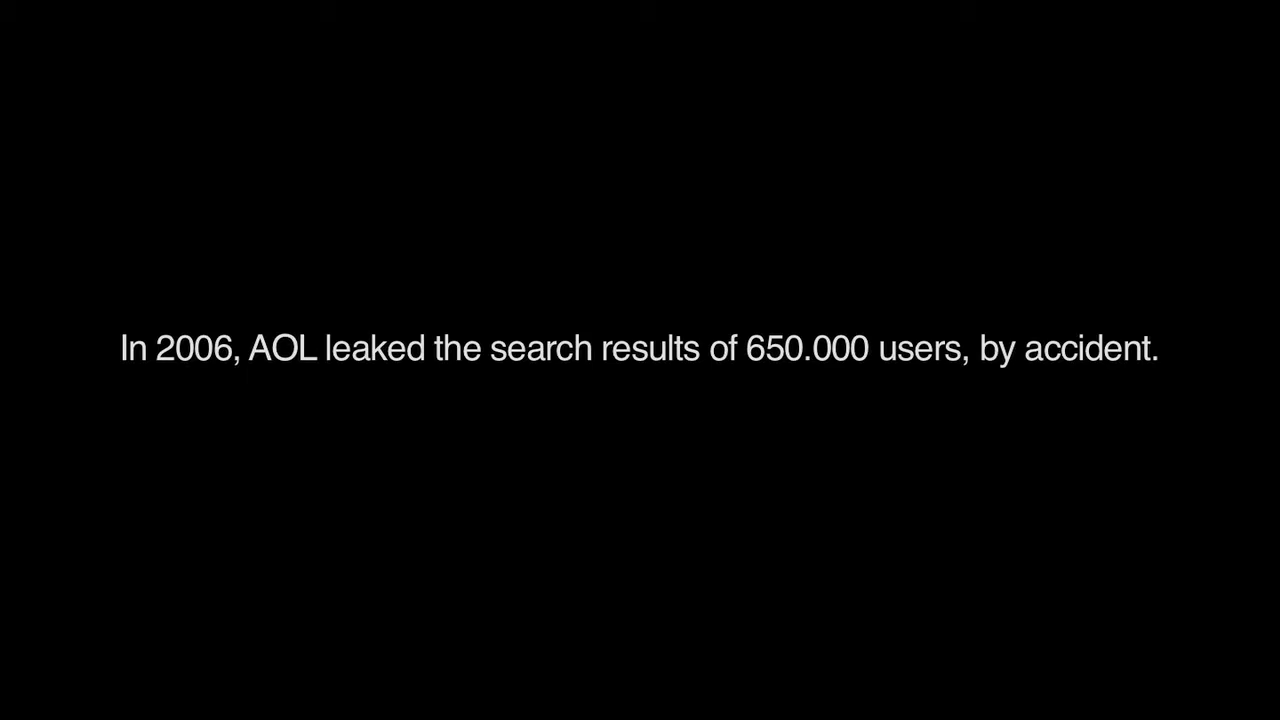 In 2006, AOL leaked the search results of 650.000 users, by accident.